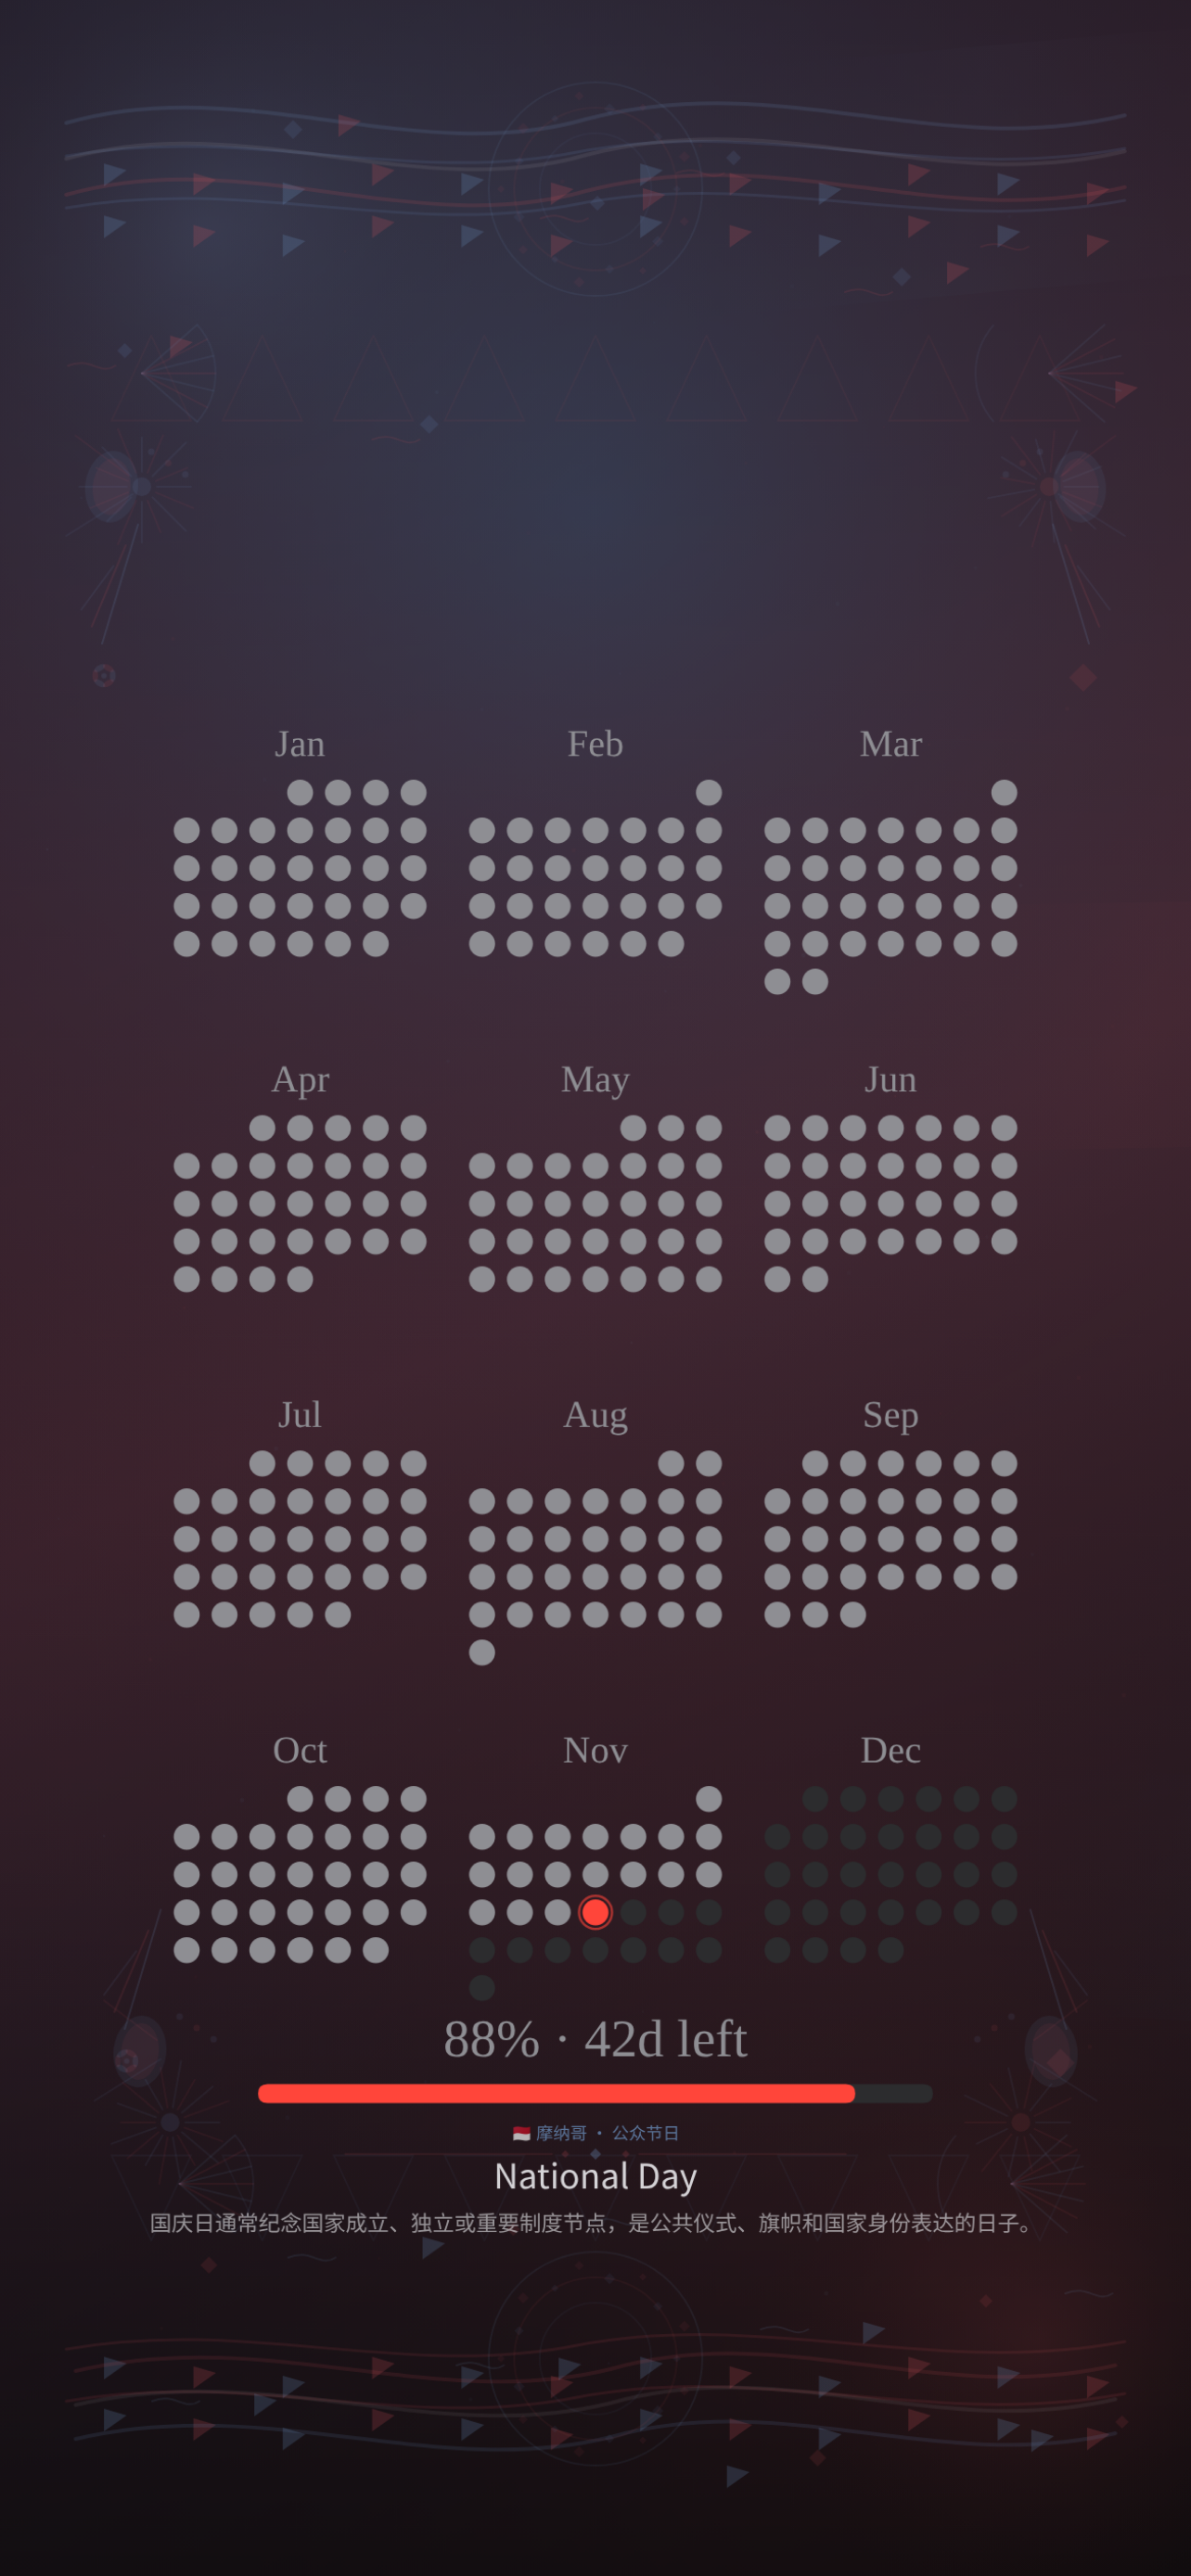 Jan Feb Mar
Apr May Jun
Jul Aug Sep
Oct Nov Dec
88% · 42d left
🇲🇨 摩纳哥 · 公众节日
National Day
国庆日通常纪念国家成立、独立或重要制度节点，是公共仪式、旗帜和国家身份表达的日子。